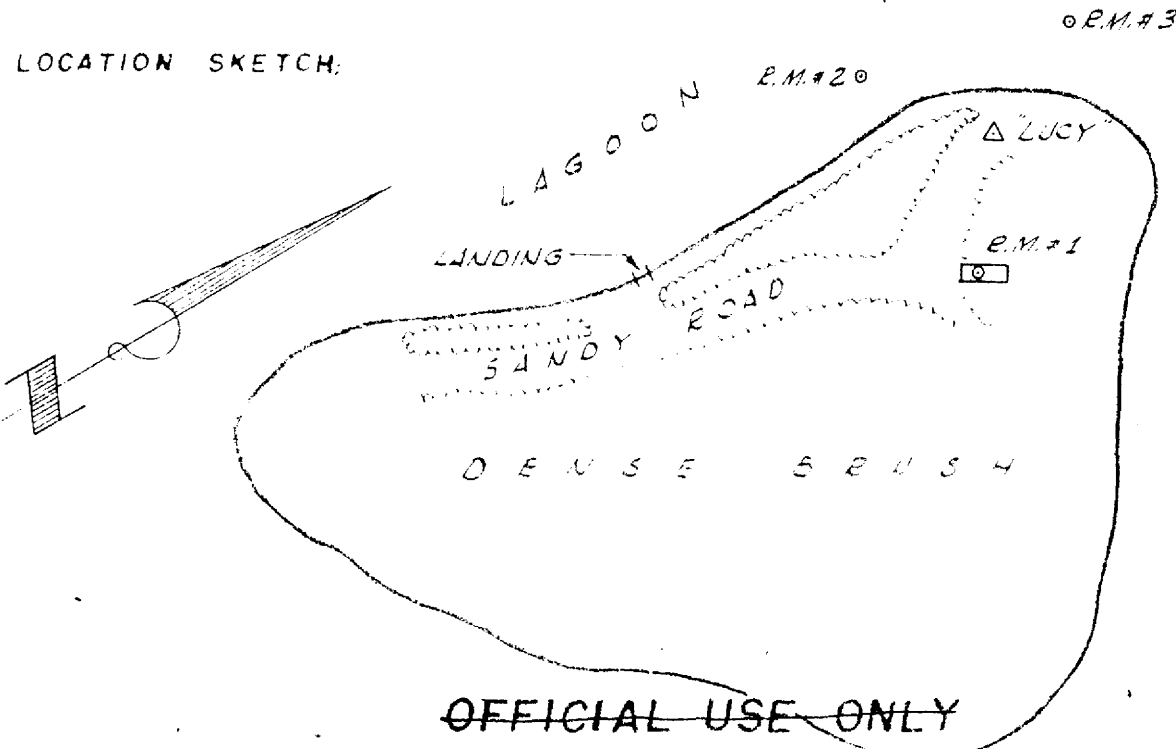 ⊙ R.M.#3
LOCATION SKETCH:
R.M.#2 ⊙
LAGOON
△ "LUCY"
LANDING
R.M.#1
ROAD
SANDY
DENSE BRUSH
OFFICIAL USE ONLY